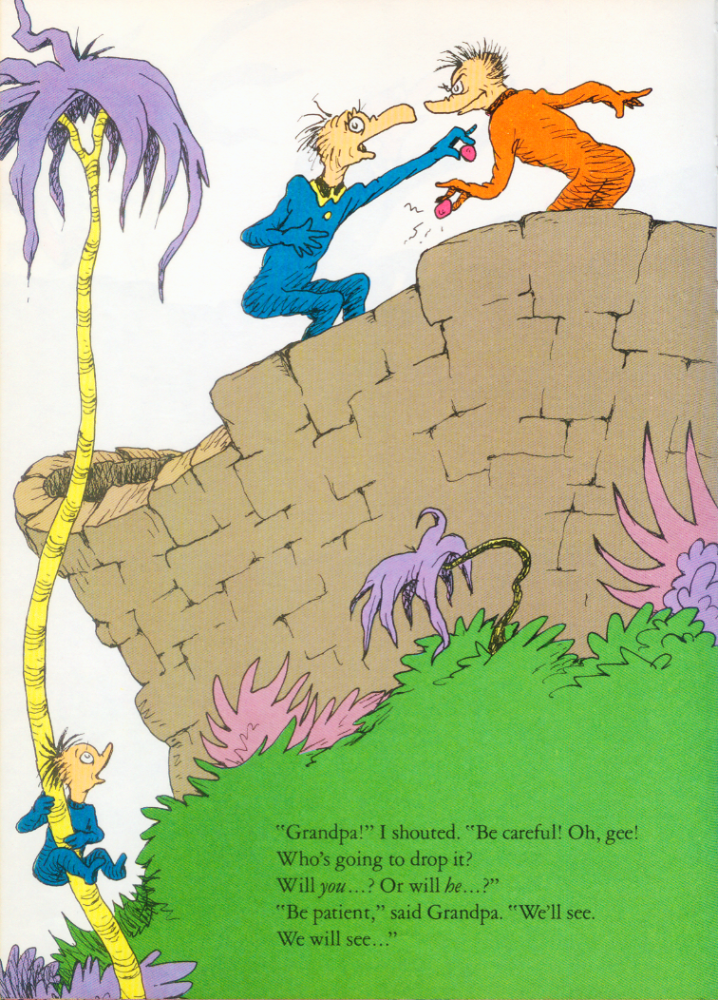 "Grandpa!" I shouted. "Be careful! Oh, gee!
Who's going to drop it?
Will you...? Or will he...?"
"Be patient," said Grandpa. "We'll see.
We will see..."